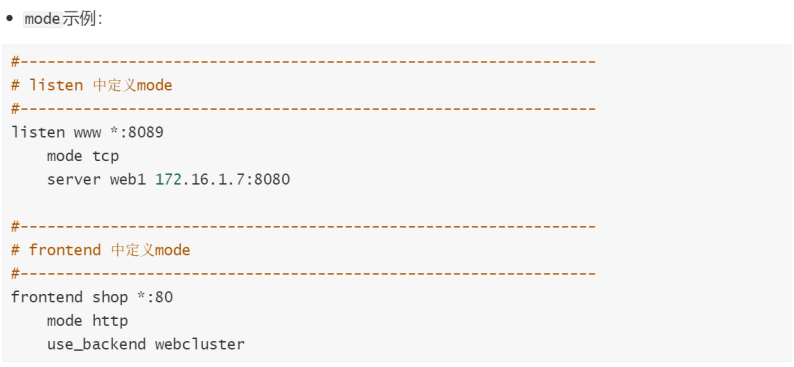 • mode示例：
#----------------------------------------------------------------
# listen 中定义mode
#----------------------------------------------------------------
listen www *:8089
    mode tcp
    server web1 172.16.1.7:8080
#----------------------------------------------------------------
# frontend 中定义mode
#----------------------------------------------------------------
frontend shop *:80
    mode http
    use_backend webcluster